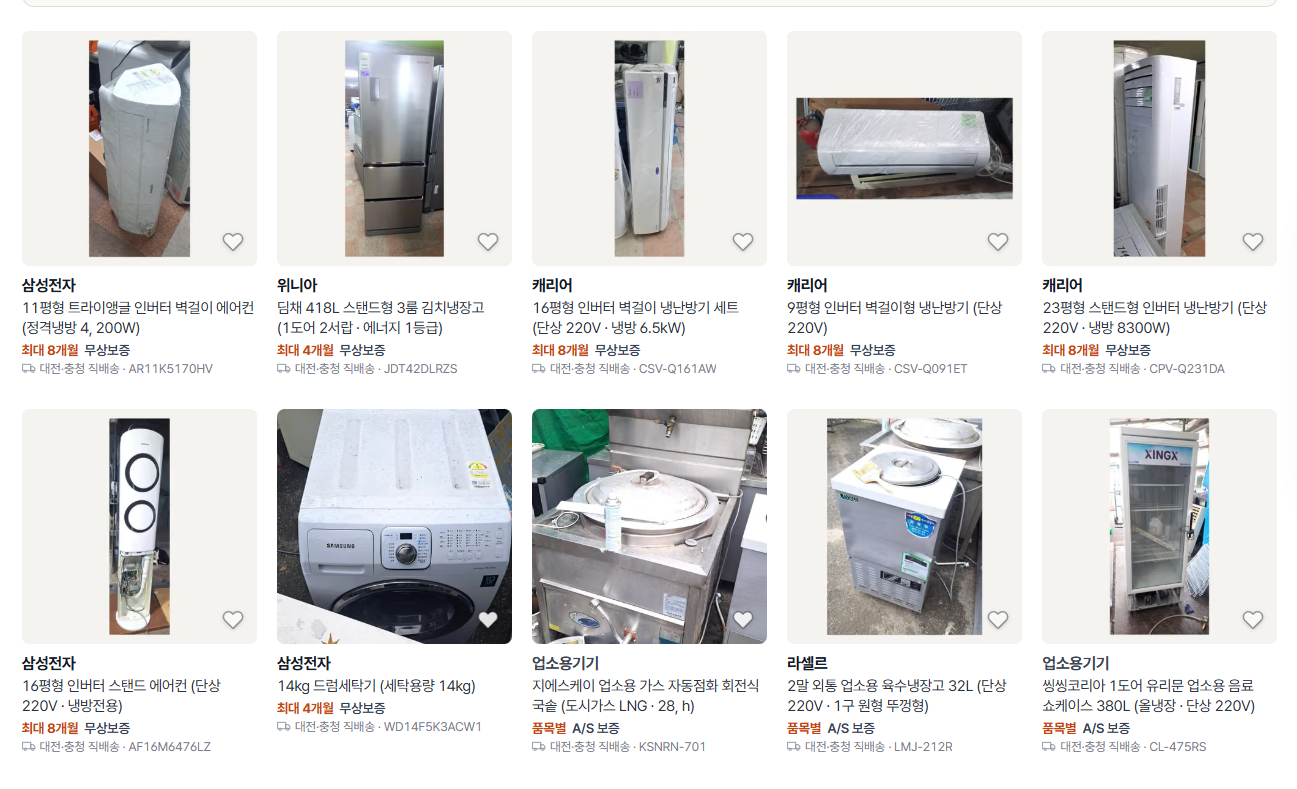 삼성전자
11평형 트라이앵글 인버터 벽걸이 에어컨
(정격냉방 4, 200W)
최대 8개월 무상보증
대전·충청 직배송 · AR11K5170HV
위니아
딤채 418L 스탠드형 3룸 김치냉장고
(1도어 2서랍 · 에너지 1등급)
최대 4개월 무상보증
대전·충청 직배송 · JDT42DLRZS
캐리어
16평형 인버터 벽걸이 냉난방기 세트
(단상 220V · 냉방 6.5kW)
최대 8개월 무상보증
대전·충청 직배송 · CSV-Q161AW
캐리어
9평형 인버터 벽걸이형 냉난방기 (단상
220V)
최대 8개월 무상보증
대전·충청 직배송 · CSV-Q091ET
캐리어
23평형 스탠드형 인버터 냉난방기 (단상
220V · 냉방 8300W)
최대 8개월 무상보증
대전·충청 직배송 · CPV-Q231DA
SAMSUNG
XINGX
삼성전자
16평형 인버터 스탠드 에어컨 (단상
220V · 냉방전용)
최대 8개월 무상보증
대전·충청 직배송 · AF16M6476LZ
삼성전자
14kg 드럼세탁기 (세탁용량 14kg)
최대 4개월 무상보증
대전·충청 직배송 · WD14F5K3ACW1
업소용기기
지에스케이 업소용 가스 자동점화 회전식
국솥 (도시가스 LNG · 28, h)
품목별 A/S 보증
대전·충청 직배송 · KSNRN-701
라셀르
2말 외통 업소용 육수냉장고 32L (단상
220V · 1구 원형 뚜껑형)
품목별 A/S 보증
대전·충청 직배송 · LMJ-212R
업소용기기
씽씽코리아 1도어 유리문 업소용 음료
쇼케이스 380L (올냉장 · 단상 220V)
품목별 A/S 보증
대전·충청 직배송 · CL-475RS